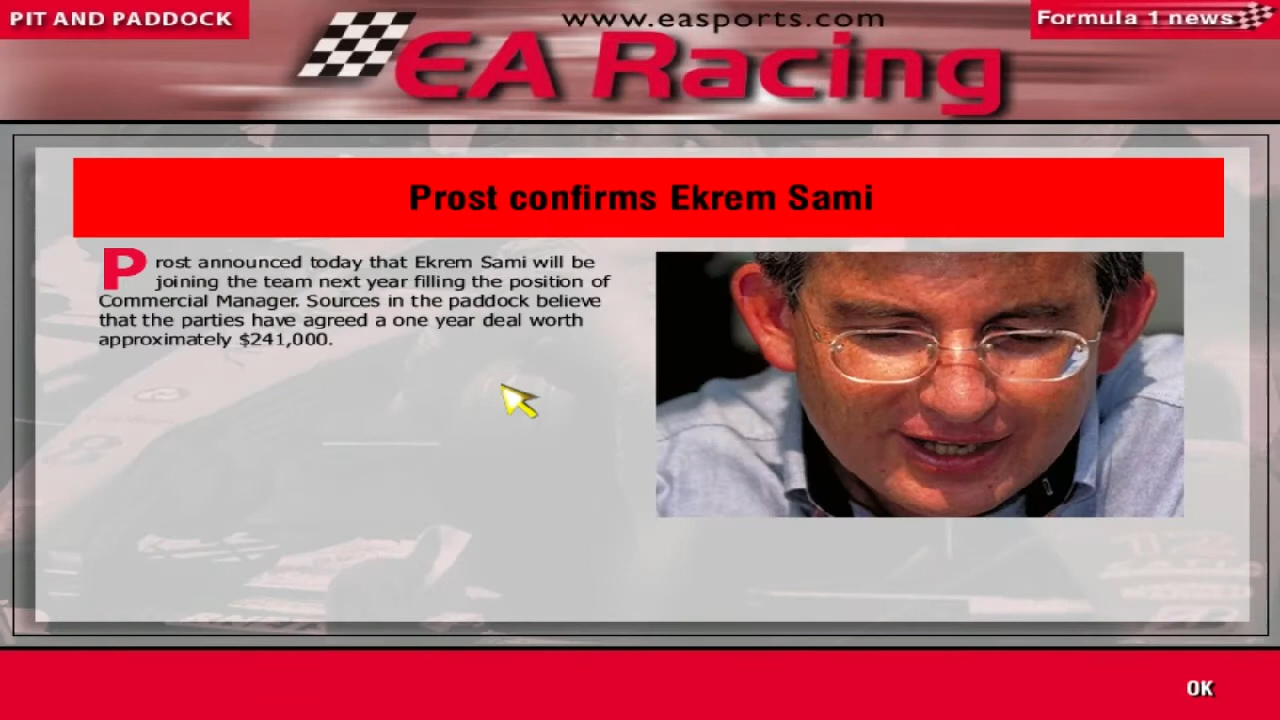 PIT AND PADDOCK
www.easports.com
Formula 1 news
EA Racing
Prost confirms Ekrem Sami
Prost announced today that Ekrem Sami will be
joining the team next year filling the position of
Commercial Manager. Sources in the paddock believe
that the parties have agreed a one year deal worth
approximately $241,000.
OK